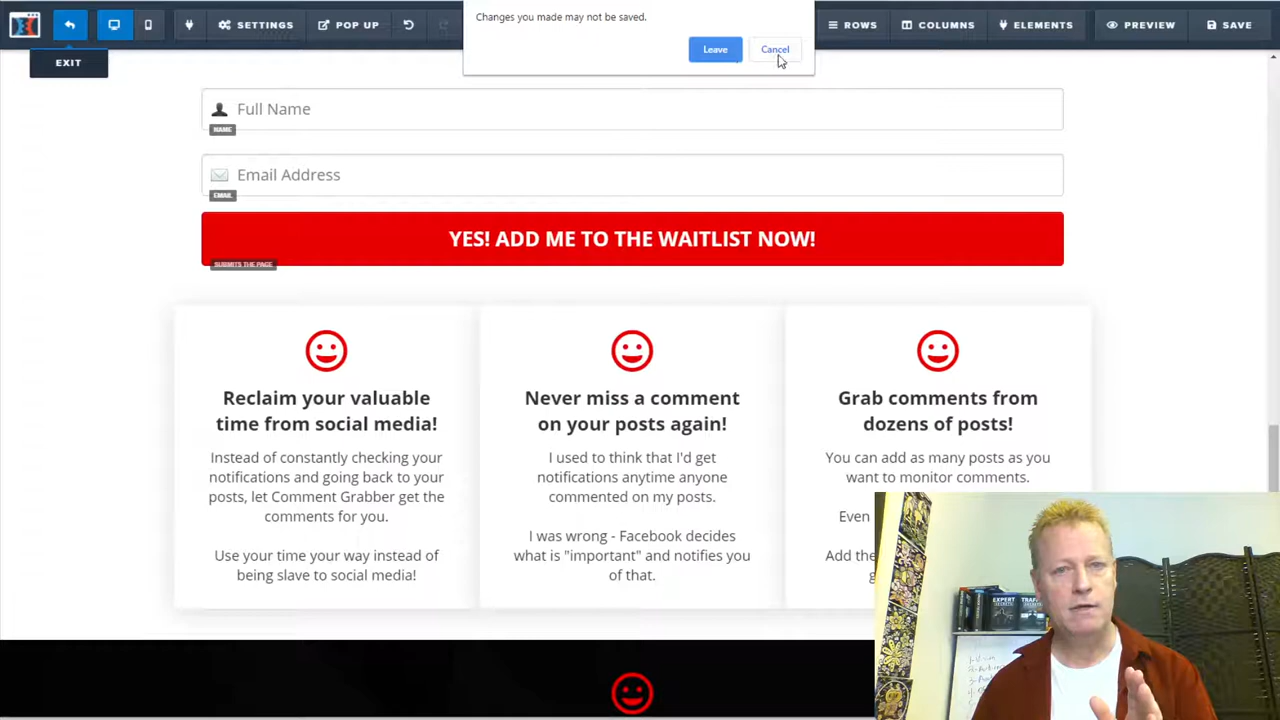 Changes you made may not be saved.
Leave
Cancel
SETTINGS
POP UP
ROWS
COLUMNS
ELEMENTS
PREVIEW
SAVE
EXIT
Full Name
NAME
Email Address
EMAIL
YES! ADD ME TO THE WAITLIST NOW!
SUBMITS THE PAGE
Reclaim your valuable
time from social media!
Instead of constantly checking your
notifications and going back to your
posts, let Comment Grabber get the
comments for you.
Use your time your way instead of
being slave to social media!
Never miss a comment
on your posts again!
I used to think that I'd get
notifications anytime anyone
commented on my posts.
I was wrong - Facebook decides
what is "important" and notifies you
of that.
Grab comments from
dozens of posts!
You can add as many posts as you
want to monitor comments.
Even
Add the
EXPERT
SECRETS
SECRETS